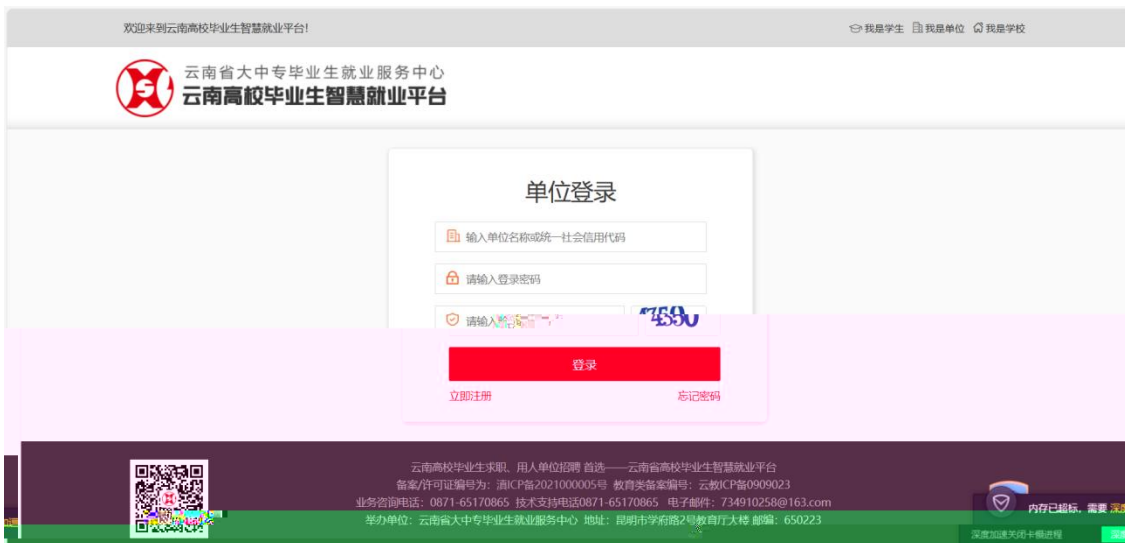 欢迎来到云南高校毕业生智慧就业平台!
我是学生 我是单位 我是学校
云南省大中专毕业生就业服务中心
云南高校毕业生智慧就业平台
单位登录
输入单位名称或统一社会信用代码
请输入登录密码
请输入
登录
立即注册 忘记密码
云南高校毕业生求职、用人单位招聘 首选——云南省高校毕业生智慧就业平台
备案/许可证编号为：滇ICP备2021000005号 教育类备案编号：云教ICP备0909023
业务咨询电话：0871-65170865 技术支持电话0871-65170865 电子邮件：734910258@163.com
举办单位：云南省大中专毕业生就业服务中心 地址：昆明市学府路2号教育厅大楼 邮编：650223
内存已超标，需要
深度加速关闭卡慢进程